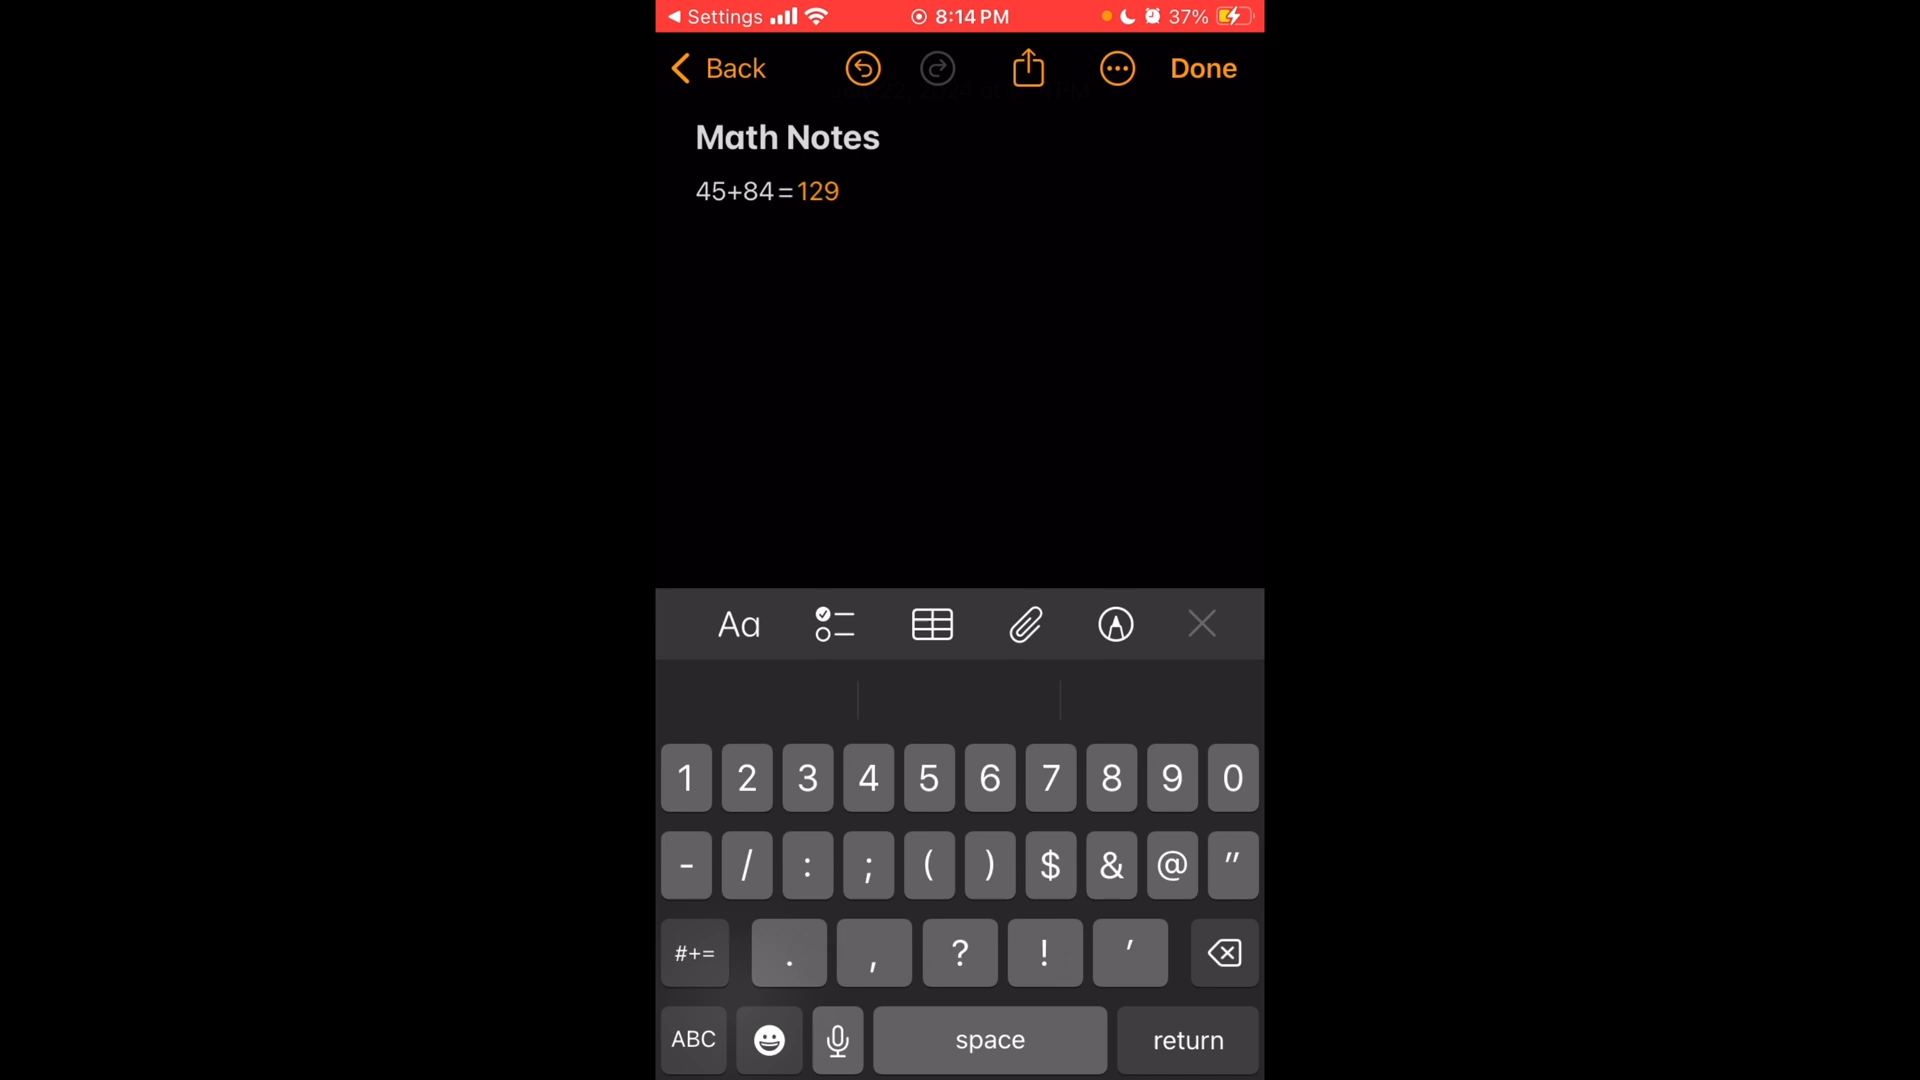 Settings 8:14 PM 37%
Back Done
Math Notes
45+84=129
Aa
1 2 3 4 5 6 7 8 9 0
- / : ; ( ) $ & @ "
#+= . , ? ! '
ABC space return